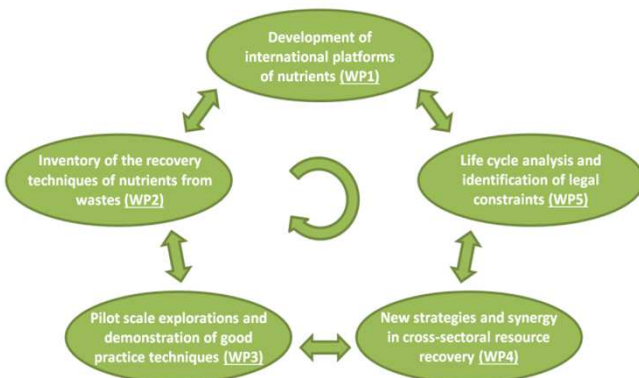 Development of
international platforms
of nutrients (WP1)
Inventory of the recovery
techniques of nutrients from
wastes (WP2)
Life cycle analysis and
identification of legal
constraints (WP5)
Pilot scale explorations and
demonstration of good
practice techniques (WP3)
New strategies and synergy
in cross-sectoral resource
recovery (WP4)